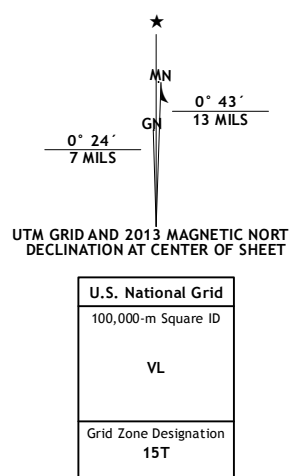 ★
MN
0° 43´
13 MILS
GN
0° 24´
7 MILS
UTM GRID AND 2013 MAGNETIC NORT
DECLINATION AT CENTER OF SHEET
U.S. National Grid
100,000-m Square ID
VL
Grid Zone Designation
15T